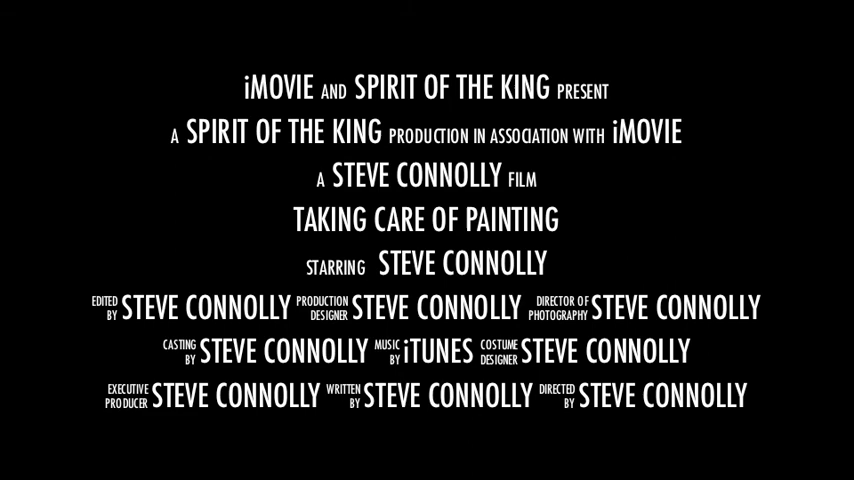 iMOVIE AND SPIRIT OF THE KING PRESENT
A SPIRIT OF THE KING PRODUCTION IN ASSOCIATION WITH iMOVIE
A STEVE CONNOLLY FILM
TAKING CARE OF PAINTING
STARRING STEVE CONNOLLY
EDITED BY STEVE CONNOLLY PRODUCTION DESIGNER STEVE CONNOLLY DIRECTOR OF PHOTOGRAPHY STEVE CONNOLLY
CASTING BY STEVE CONNOLLY MUSIC BY iTUNES COSTUME DESIGNER STEVE CONNOLLY
EXECUTIVE PRODUCER STEVE CONNOLLY WRITTEN BY STEVE CONNOLLY DIRECTED BY STEVE CONNOLLY